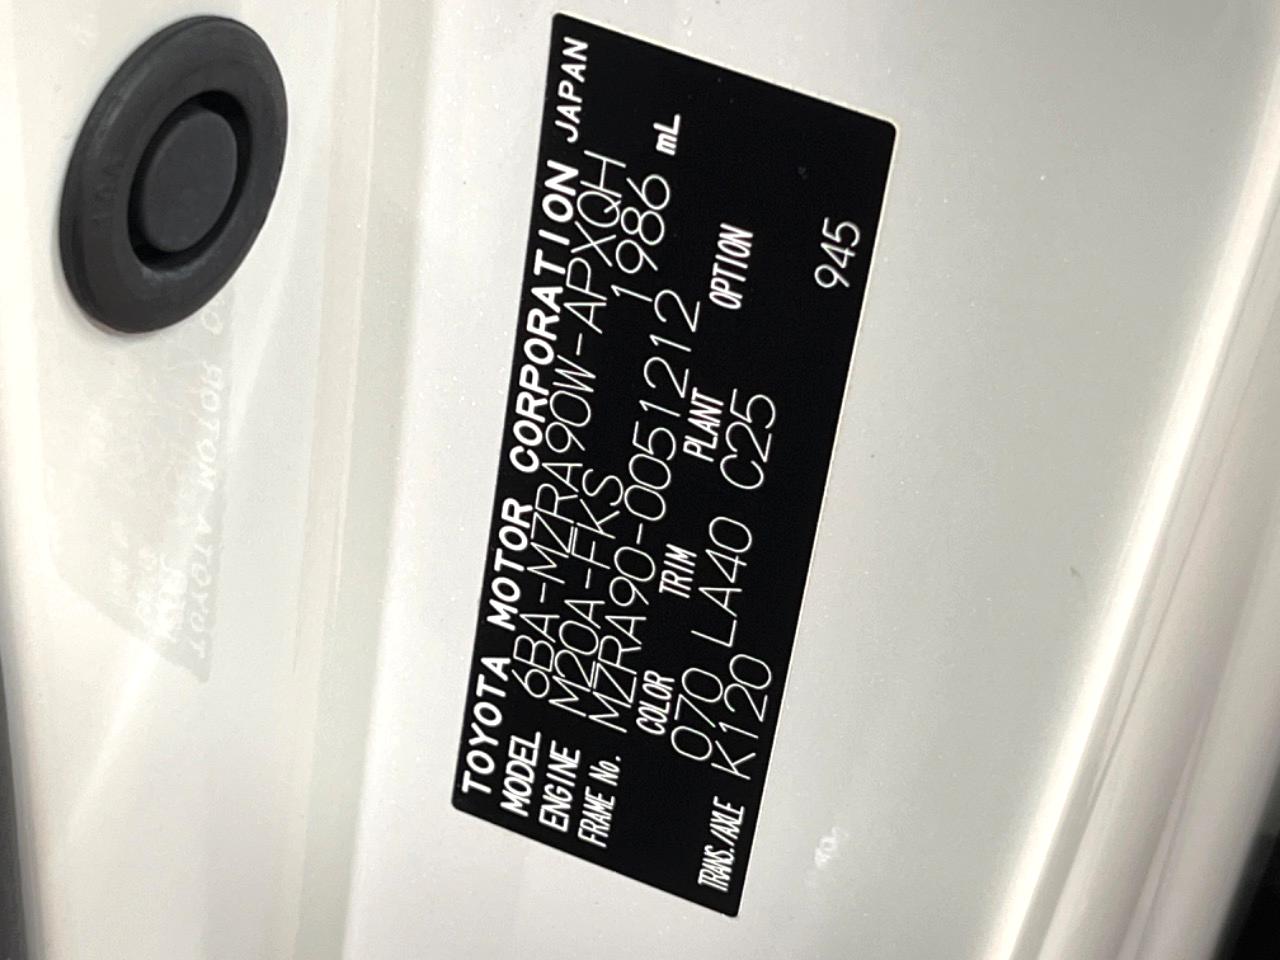 TOYOTA MOTOR CORPORATION JAPAN
MODEL 6BA-MZRA90W-APXQH
ENGINE M20A-FKS 1986 mL
FRAME No. MZRA90-0051212
COLOR TRIM PLANT OPTION
070 LA40 C25
TRANS./AXLE K120
945